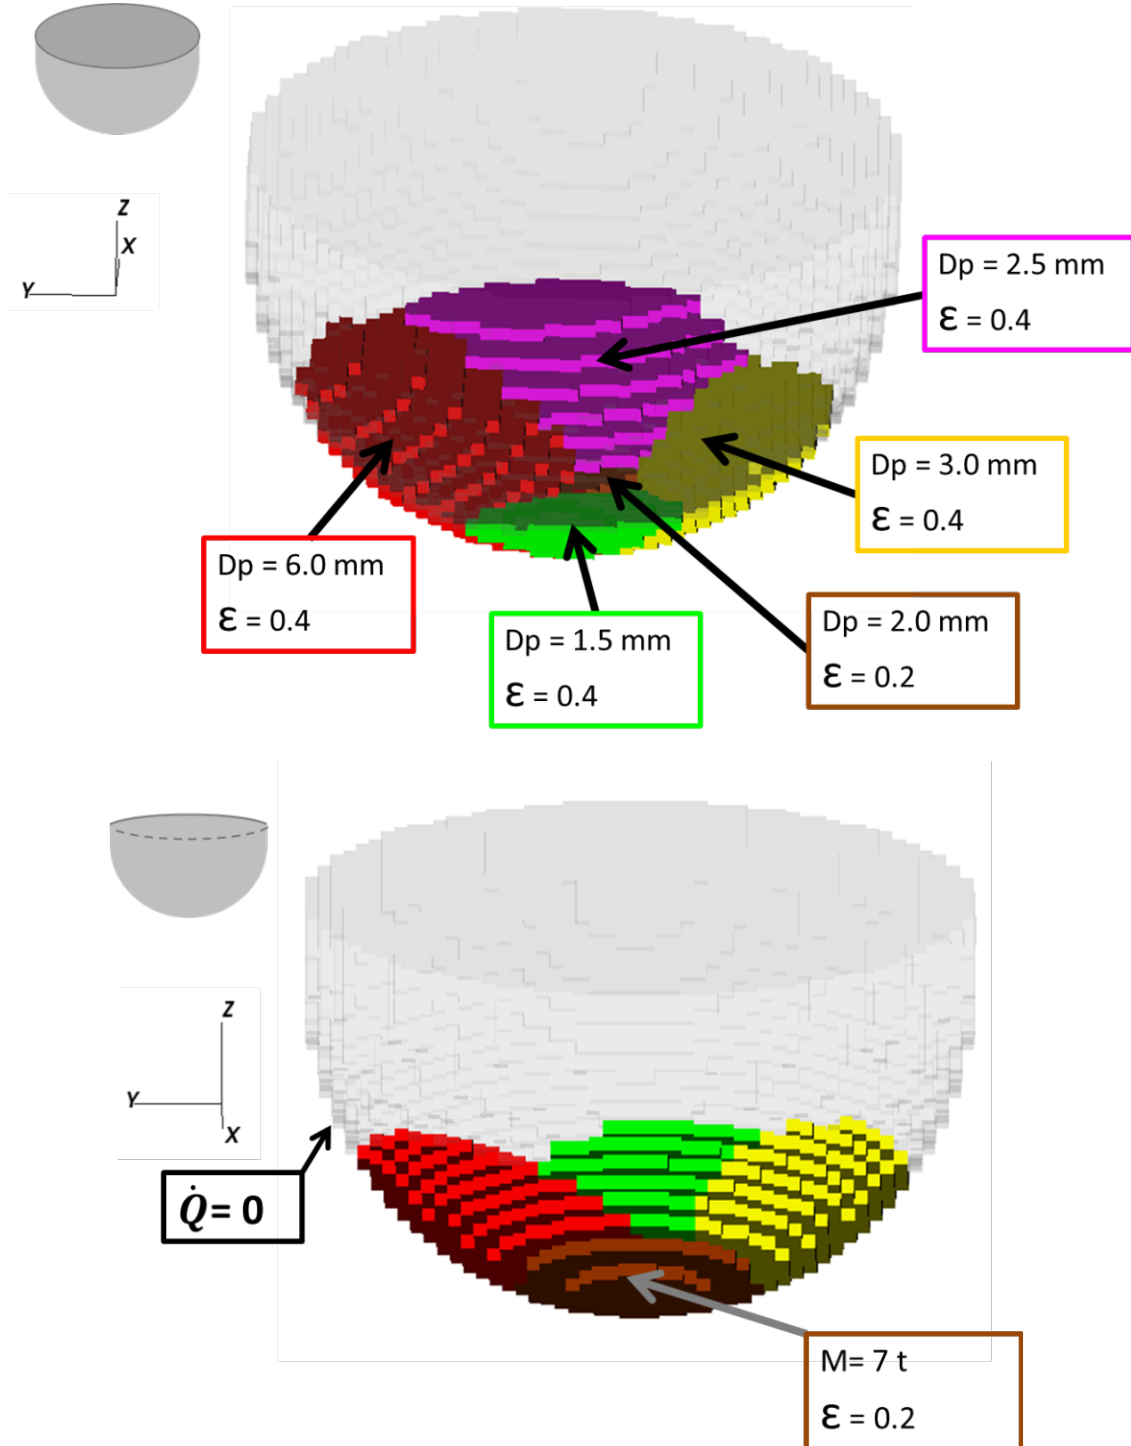 Z
X
Y
Dp = 2.5 mm
Ɛ = 0.4
Dp = 3.0 mm
Ɛ = 0.4
Dp = 6.0 mm
Ɛ = 0.4
Dp = 2.0 mm
Ɛ = 0.2
Dp = 1.5 mm
Ɛ = 0.4
Z
Y
X
Q̇ = 0
M= 7 t
Ɛ = 0.2